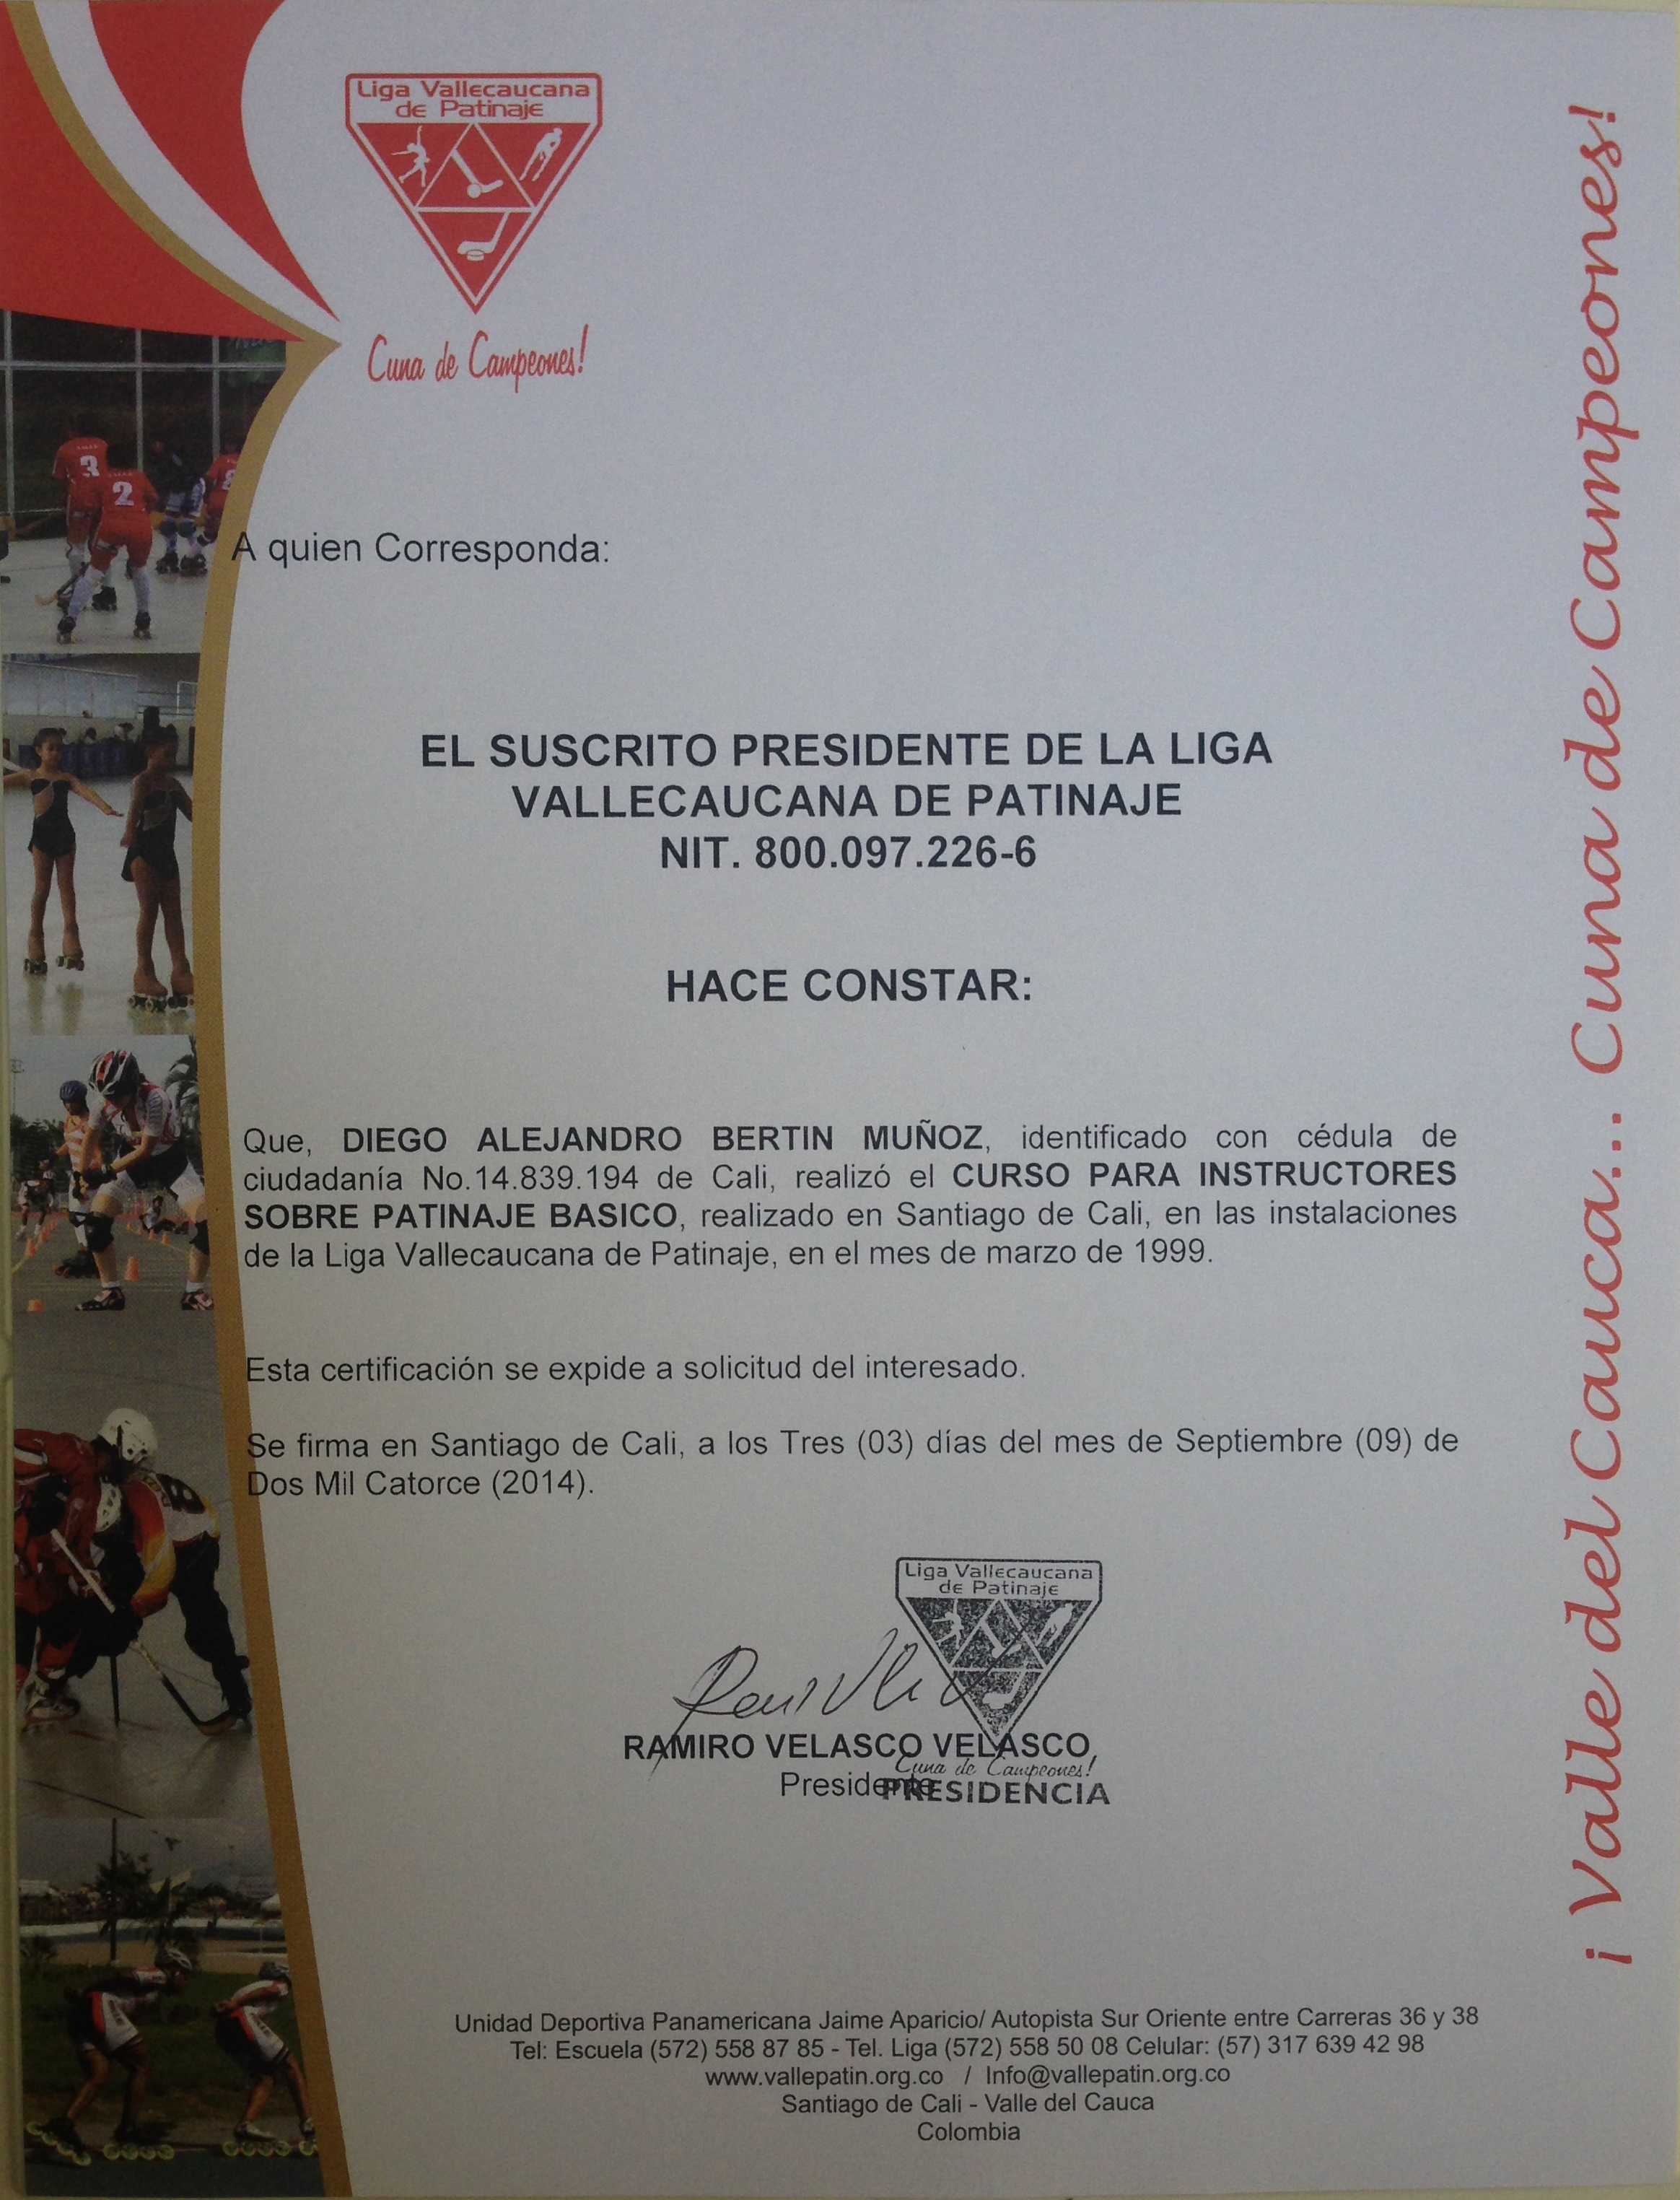 Liga Vallecaucana
de Patinaje
Cuna de Campeones!
3
2
A quien Corresponda:
EL SUSCRITO PRESIDENTE DE LA LIGA
VALLECAUCANA DE PATINAJE
NIT. 800.097.226-6
HACE CONSTAR:
Que, DIEGO ALEJANDRO BERTIN MUÑOZ, identificado con cédula de
ciudadanía No.14.839.194 de Cali, realizó el CURSO PARA INSTRUCTORES
SOBRE PATINAJE BASICO, realizado en Santiago de Cali, en las instalaciones
de la Liga Vallecaucana de Patinaje, en el mes de marzo de 1999.
Esta certificación se expide a solicitud del interesado.
Se firma en Santiago de Cali, a los Tres (03) días del mes de Septiembre (09) de
Dos Mil Catorce (2014).
Liga Vallecaucana
de Patinaje
RAMIRO VELASCO VELASCO,
Cuna de Campeones!
Presidente
PRESIDENCIA
Unidad Deportiva Panamericana Jaime Aparicio/ Autopista Sur Oriente entre Carreras 36 y 38
Tel: Escuela (572) 558 87 85 - Tel. Liga (572) 558 50 08 Celular: (57) 317 639 42 98
www.vallepatin.org.co / Info@vallepatin.org.co
Santiago de Cali - Valle del Cauca
Colombia
¡Valle del Cauca... Cuna de Campeones!